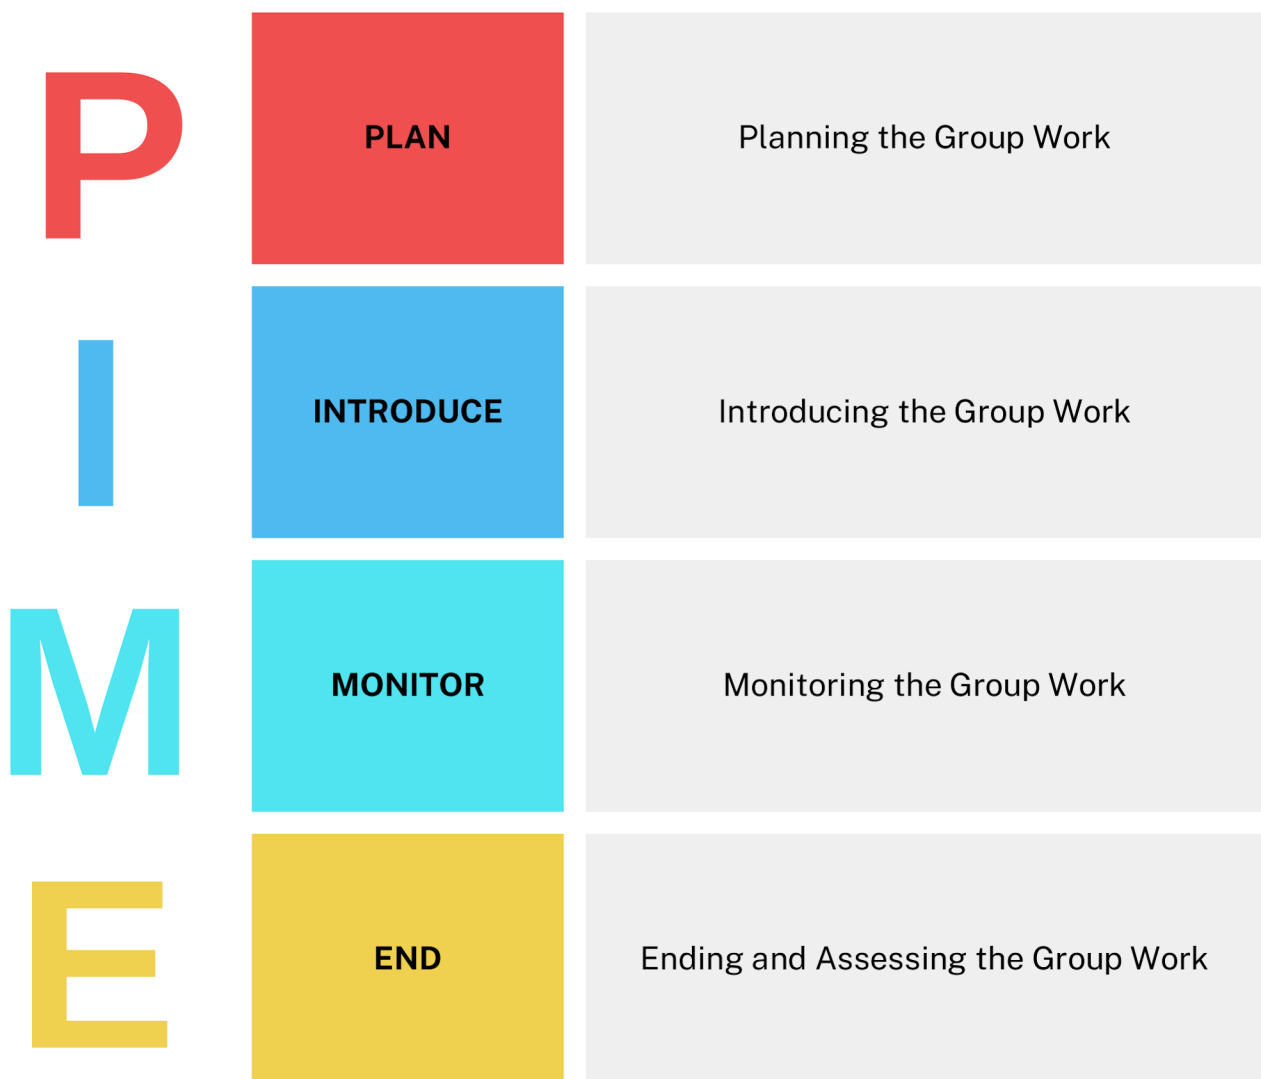 P
PLAN
Planning the Group Work
I
INTRODUCE
Introducing the Group Work
M
MONITOR
Monitoring the Group Work
E
END
Ending and Assessing the Group Work